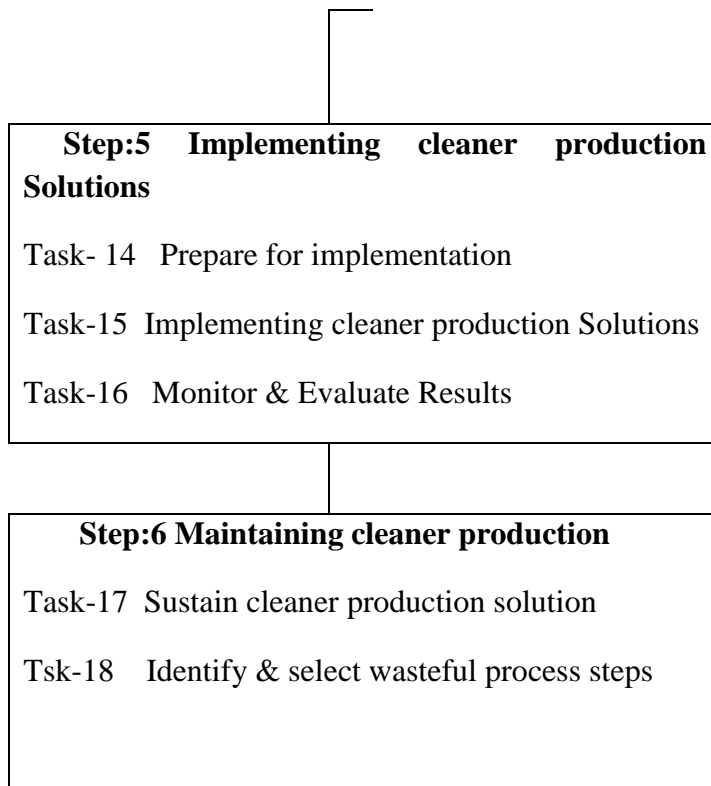 Step:5 Implementing cleaner production
Solutions
Task- 14 Prepare for implementation
Task-15 Implementing cleaner production Solutions
Task-16 Monitor & Evaluate Results
Step:6 Maintaining cleaner production
Task-17 Sustain cleaner production solution
Tsk-18 Identify & select wasteful process steps